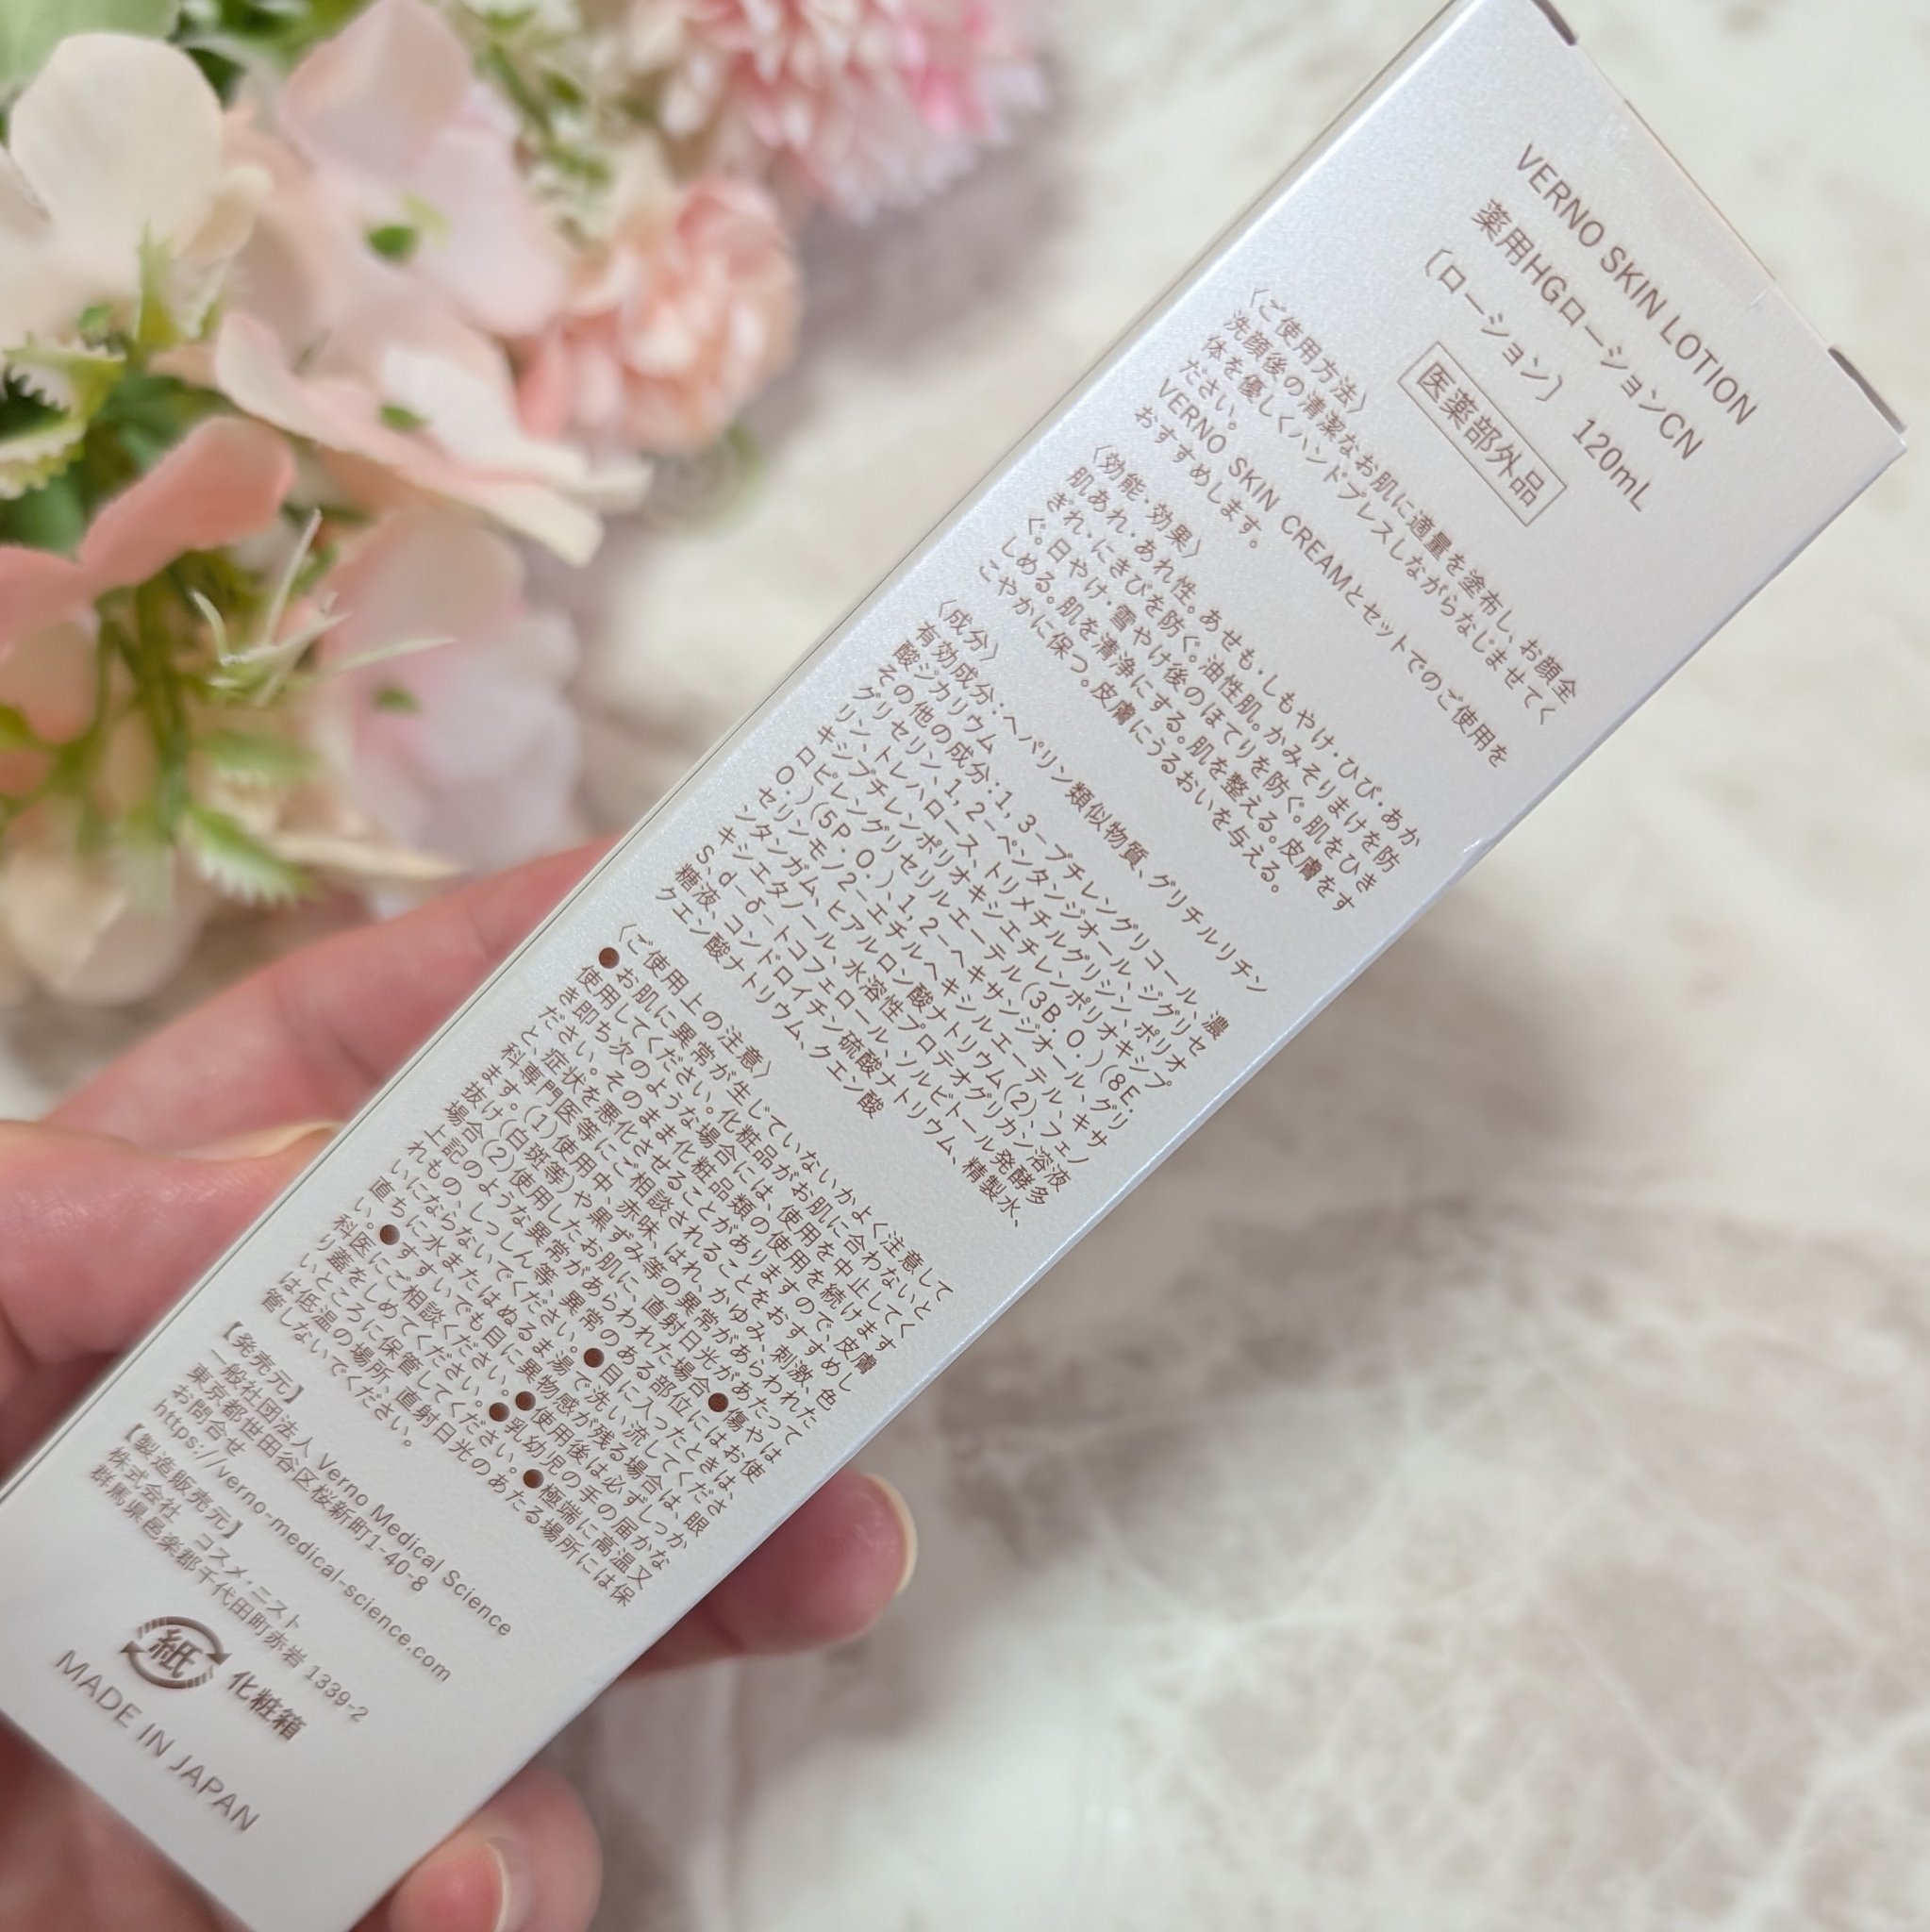 VERNO SKIN LOTION
薬用HGローションCN
〔ローション〕 120mL
医薬部外品
〈ご使用方法〉
洗顔後の清潔なお肌に適量を塗布し、お顔全
体を優しくハンドプレスしながらなじませてく
ださい。
VERNO SKIN CREAMとセットでのご使用を
おすすめします。
〈効能・効果〉
肌あれ・あれ性。あせも・しもやけ・ひび・あか
ぎれ・にきびを防ぐ。油性肌。かみそりまけを防
ぐ。日やけ・雪やけ後のほてりを防ぐ。肌をひき
しめる。肌を清浄にする。肌を整える。皮膚をす
こやかに保つ。皮膚にうるおいを与える。
〈成分〉
有効成分：ヘパリン類似物質、グリチルリチン
酸ジカリウム
その他の成分：1，3－ブチレングリコール、濃
グリセリン、1，2－ペンタンジオール、ジグリセ
リン、トレハロース、トリメチルグリシン、ポリオ
キシブチレンポリオキシエチレンポリオキシプ
ロピレングリセリルエーテル（3B．O．）（8E．
O．）（5P．O．）、1，2－ヘキサンジオール、グリ
セリンモノ2－エチルヘキシルエーテル、キサ
ンタンガム、ヒアルロン酸ナトリウム（2）、フェノ
キシエタノール、水溶性プロテオグリカン溶液
S、d－δ－トコフェロール、ソルビトール発酵多
糖液、コンドロイチン硫酸ナトリウム、精製水、
クエン酸ナトリウム、クエン酸
〈ご使用上の注意〉
●お肌に異常が生じていないかよく注意して
使用してください。化粧品がお肌に合わないと
き即ち次のような場合には、使用を中止してく
ださい。そのまま化粧品類の使用を続けます
と、症状を悪化させることがありますので、皮膚
科専門医等にご相談されることをおすすめし
ます。（1）使用中、赤味、はれ、かゆみ、刺激、色
抜け（白斑等）や黒ずみ等の異常があらわれた
場合（2）使用したお肌に、直射日光があたって
上記のような異常があらわれた場合●傷やは
れもの、しっしん等、異常のある部位にはお使
いにならないでください。●目に入ったときは、
直ちに水またはぬるま湯で洗い流してくださ
い。●すすいでも目に異物感が残る場合は、眼
科医にご相談ください。●使用後は必ずしっか
り蓋をしめてください。●乳幼児の手の届かな
いところに保管してください。●極端に高温又
は低温の場所、直射日光のあたる場所には保
管しないでください。
【発売元】
一般社団法人 Verno Medical Science
東京都世田谷区桜新町1-40-8
お問合せ
https://verno-medical-science.com
【製造販売元】
株式会社 コスメ・ニスト
群馬県邑楽郡千代田町赤岩 1339-2
紙 化粧箱
MADE IN JAPAN